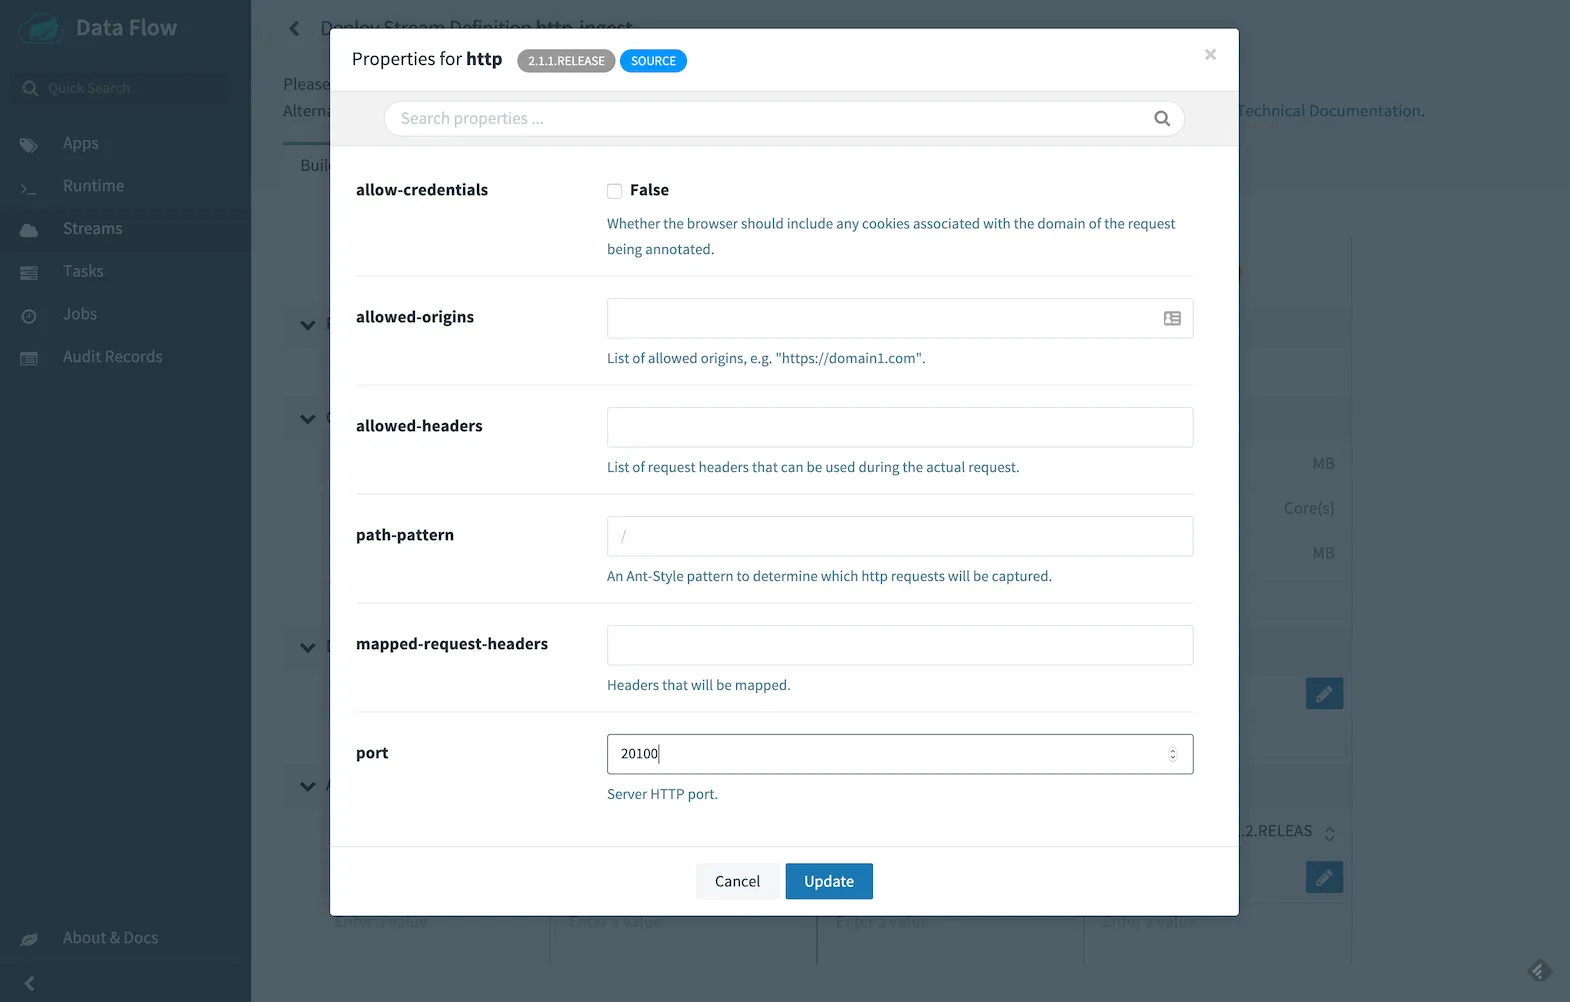 Data Flow
Quick Search
Apps
Runtime
Streams
Tasks
Jobs
Audit Records
About & Docs
Deploy Stream Definition http-ingest
Please
Technical Documentation.
MB
Core(s)
MB
.2.RELEAS
Enter a value
Enter a value
Enter a value
Enter a value
Properties for http
2.1.1.RELEASE
SOURCE
×
Search properties ...
allow-credentials
False
Whether the browser should include any cookies associated with the domain of the request
being annotated.
allowed-origins
List of allowed origins, e.g. "https://domain1.com".
allowed-headers
List of request headers that can be used during the actual request.
path-pattern
/
An Ant-Style pattern to determine which http requests will be captured.
mapped-request-headers
Headers that will be mapped.
port
20100
Server HTTP port.
Cancel
Update